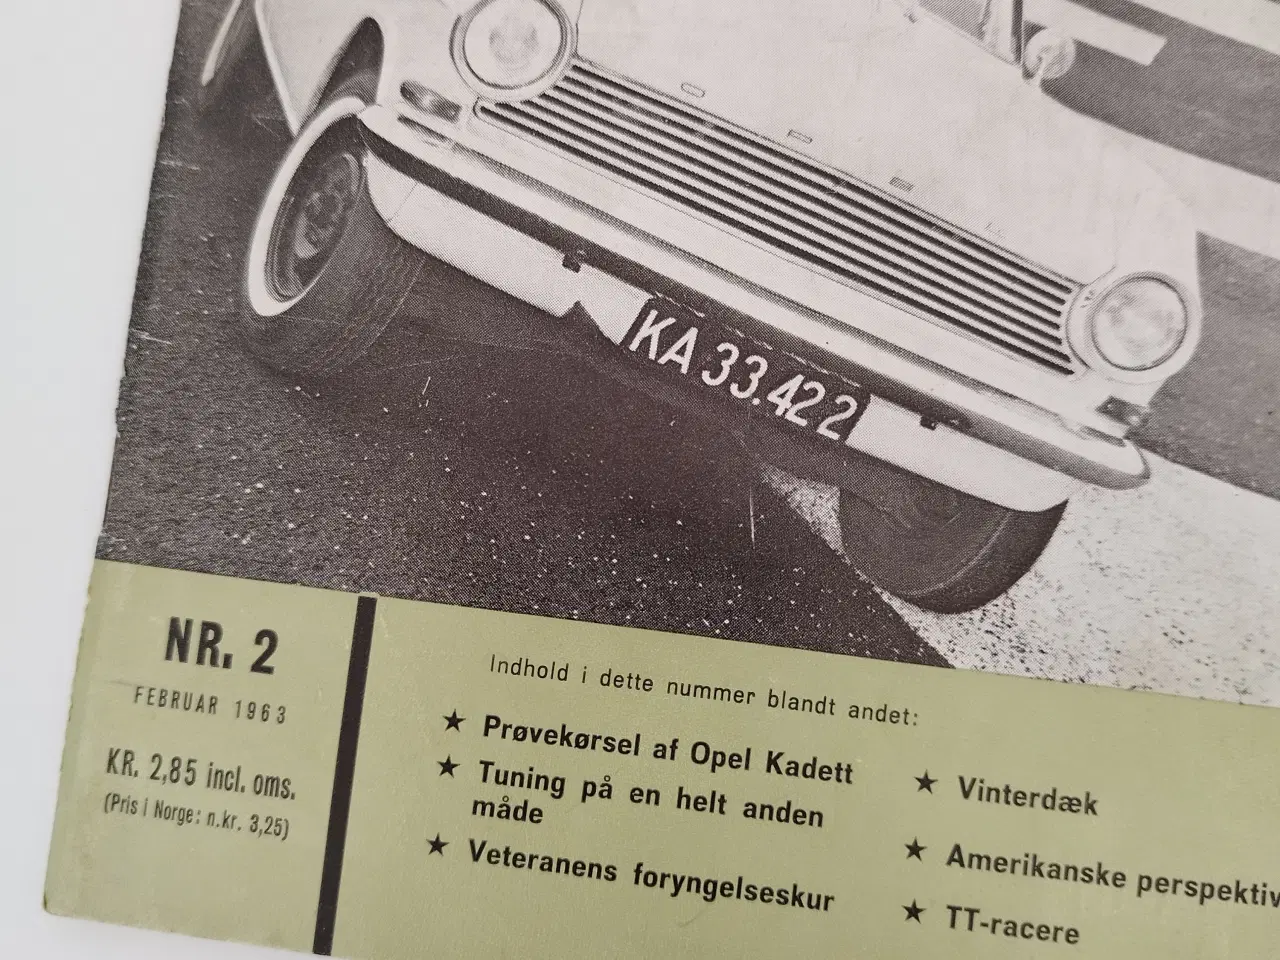 KA 33.422
NR. 2
FEBRUAR 1963
KR. 2,85 incl. oms.
(Pris i Norge: n.kr. 3,25)
Indhold i dette nummer blandt andet:
★ Prøvekørsel af Opel Kadett
★ Tuning på en helt anden
måde
★ Veteranens foryngelseskur
★ Vinterdæk
★ Amerikanske perspektiv
★ TT-racere